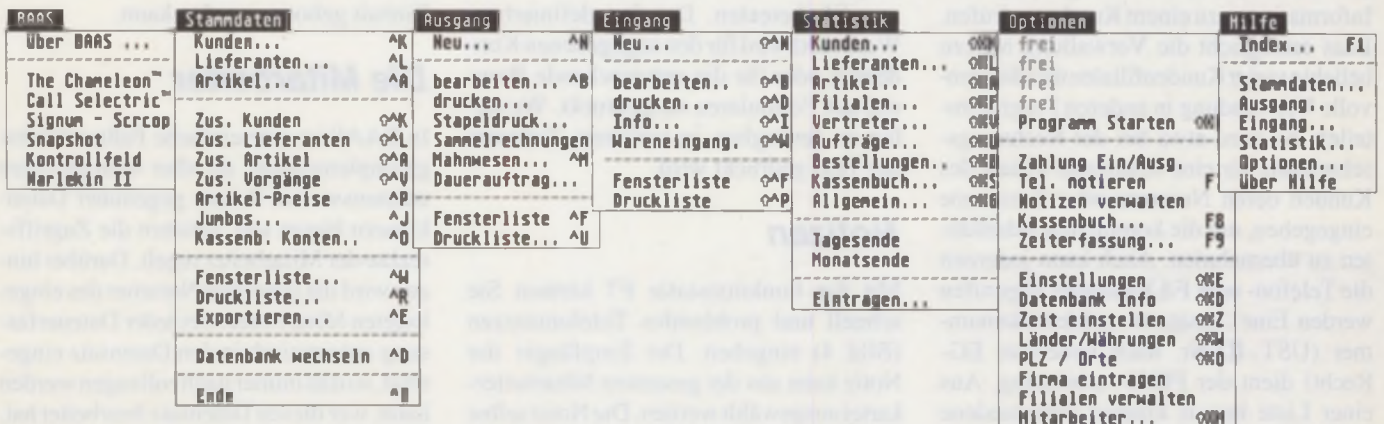 BAAS
Über BAAS ...
The Chameleon™
Call Selectric™
Signum - Scrcop
Snapshot
Kontrollfeld
Harlekin II
Stammdaten
Kunden... ^K
Lieferanten.. ^L
Artikel... ^A
Zus. Kunden ⇧^K
Zus. Lieferanten ⇧^L
Zus. Artikel ⇧^A
Zus. Vorgänge ⇧^V
Artikel-Preise ^P
Jumbos... ^J
Kassenb. Konten.. ^O
Fensterliste...
Druckliste... ^R
Exportieren... ^E
Datenbank wechseln ^D
Ende
Ausgang
Neu... ^N
bearbeiten.. ^B
drucken...
Stapeldruck..
Sammelrechnungen
Mahnwesen... ^M
Dauerauftrag...
Fensterliste ^F
Druckliste... ^U
Eingang
Neu... ⇧^N
bearbeiten.. ⇧^B
drucken...
Info... ⇧^I
Wareneingang. ⇧^W
Fensterliste ⇧^F
Druckliste ⇧^P
Statistik
Kunden...
Lieferanten...
Artikel...
Filialen...
Vertreter...
Aufträge...
Bestellungen..
Kassenbuch...
Allgemein...
Tagesende
Monatsende
Eintragen...
Optionen
frei
frei
frei
frei
Programm Starten
Zahlung Ein/Ausg.
Tel notieren
Notizen verwalten
Kassenbuch... F8
Zeiterfassung... F9
Einstellungen
Datenbank Info
Zeit einstellen
Länder/Währungen
PLZ / Orte
Firma eintragen
Filialen verwalten
Mitarbeiter...
Hilfe
Index... F1
Stammdaten...
Ausgang...
Eingang...
Statistik...
Optionen...
Über Hilfe